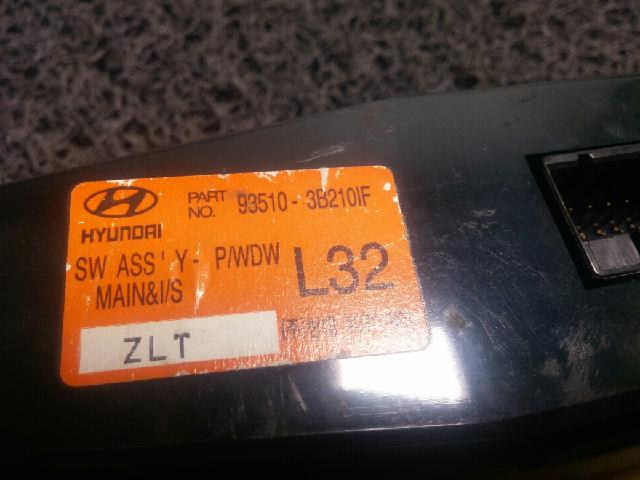 HYUNDAI
PART NO. 93510 - 3B210IF
SW ASS'Y - P/WDW
MAIN&I/S
L32
ZLT